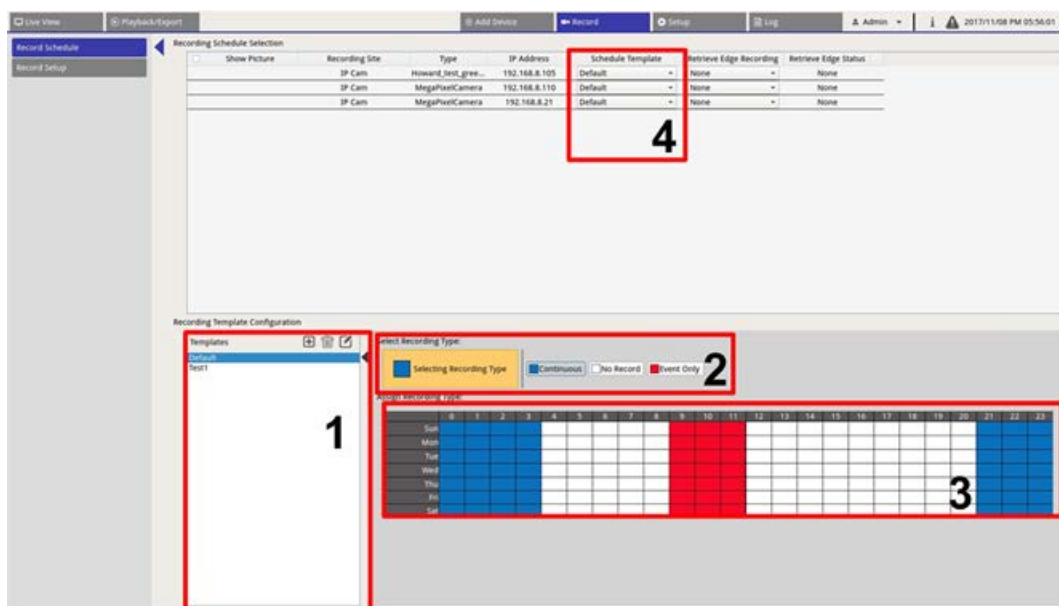 Live View Playback/Export Add Device Record Setup Log Admin i 2017/11/08 PM 05:56:01
Record Schedule
Record Setup
Recording Schedule Selection
Show Picture Recording Site Type IP Address Schedule Template Retrieve Edge Recording Retrieve Edge Status
IP Cam Howard_test_gree... 192.168.8.105 Default None None
IP Cam MegaPixelCamera 192.168.8.110 Default None None
IP Cam MegaPixelCamera 192.168.8.21 Default None None
4
Recording Template Configuration
Templates
Default
Test1
1
Select Recording Type:
Selecting Recording Type Continuous No Record Event Only
2
Assign Recording Type:
0 1 2 3 4 5 6 7 8 9 10 11 12 13 14 15 16 17 18 19 20 21 22 23
Sun
Mon
Tue
Wed
Thu
Fri
Sat
3